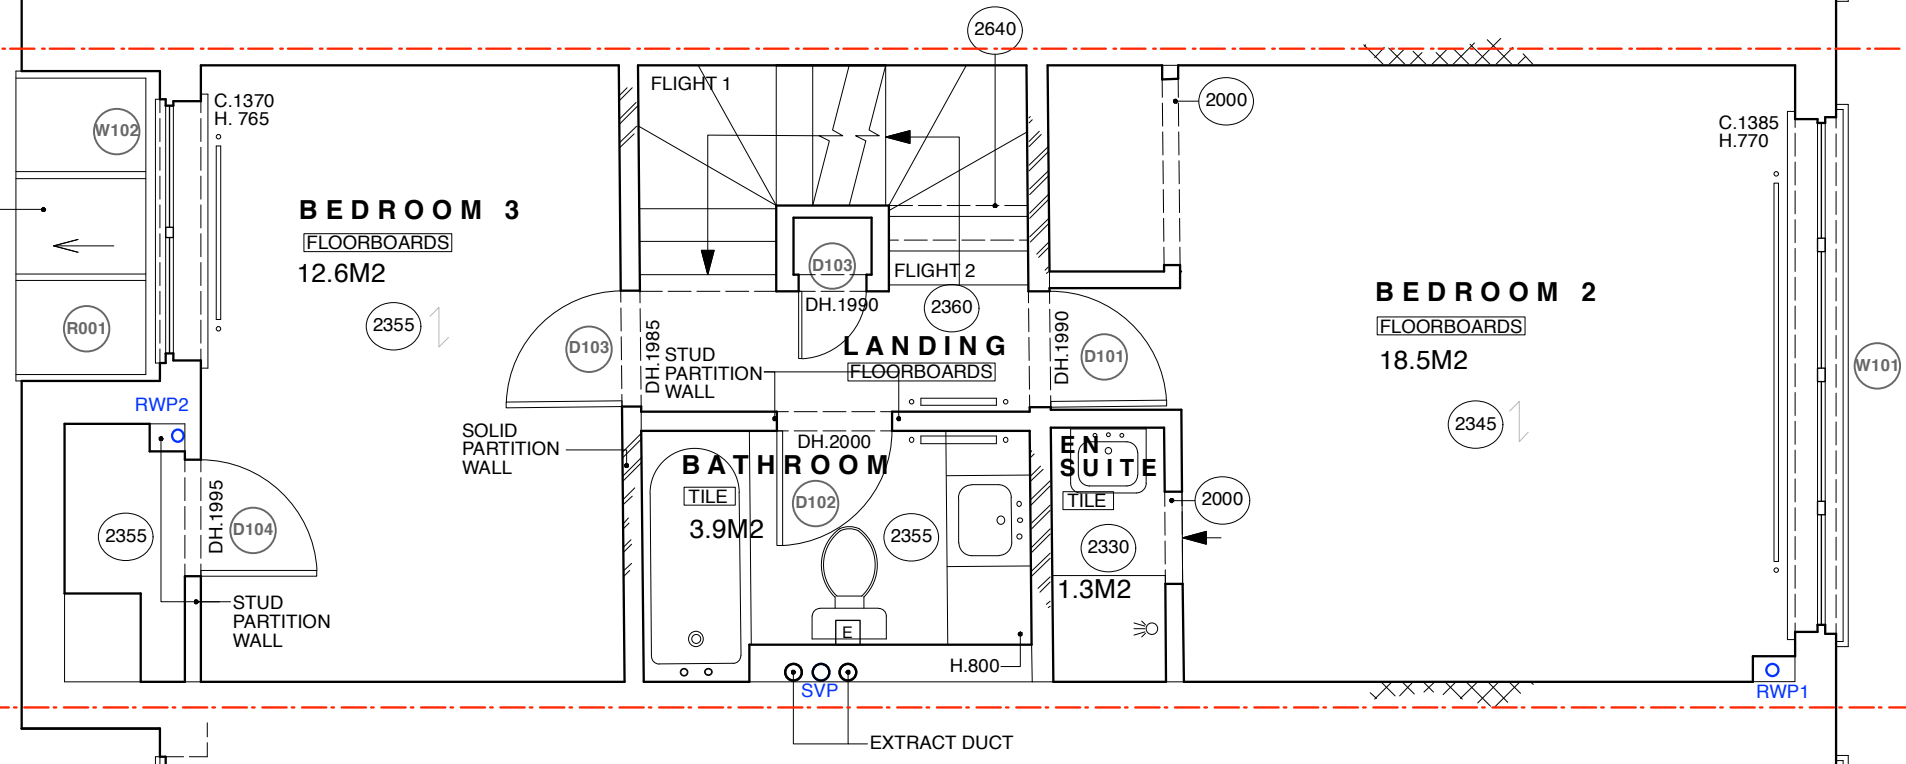 2640
FLIGHT 1
C.1370
H. 765
W102
2000
C.1385
H.770
BEDROOM 3
FLOORBOARDS
12.6M2
2355
R001
D103
DH.1985
D103
DH.1990
FLIGHT 2
2360
LANDING
FLOORBOARDS
STUD
PARTITION
WALL
DH.1990
D101
BEDROOM 2
FLOORBOARDS
18.5M2
2345
W101
RWP2
SOLID
PARTITION
WALL
DH.2000
BATHROOM
TILE
3.9M2
D102
2355
EN
SUITE
TILE
2330
1.3M2
2000
2355
DH.1995
D104
STUD
PARTITION
WALL
E
H.800
SVP
EXTRACT DUCT
RWP1